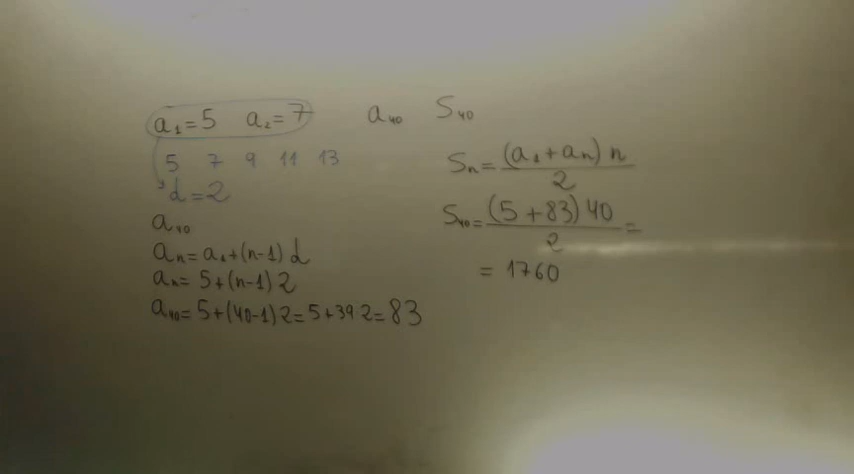 a₁=5 a₂=7 a₄₀ S₄₀
5 7 9 11 13
d=2
a₄₀
aₙ=a₁+(n-1)d
aₙ=5+(n-1)2
a₄₀=5+(40-1)2=5+39·2=83
Sₙ=(a₁+aₙ)n/2
S₄₀=(5+83)40/2=
=1760